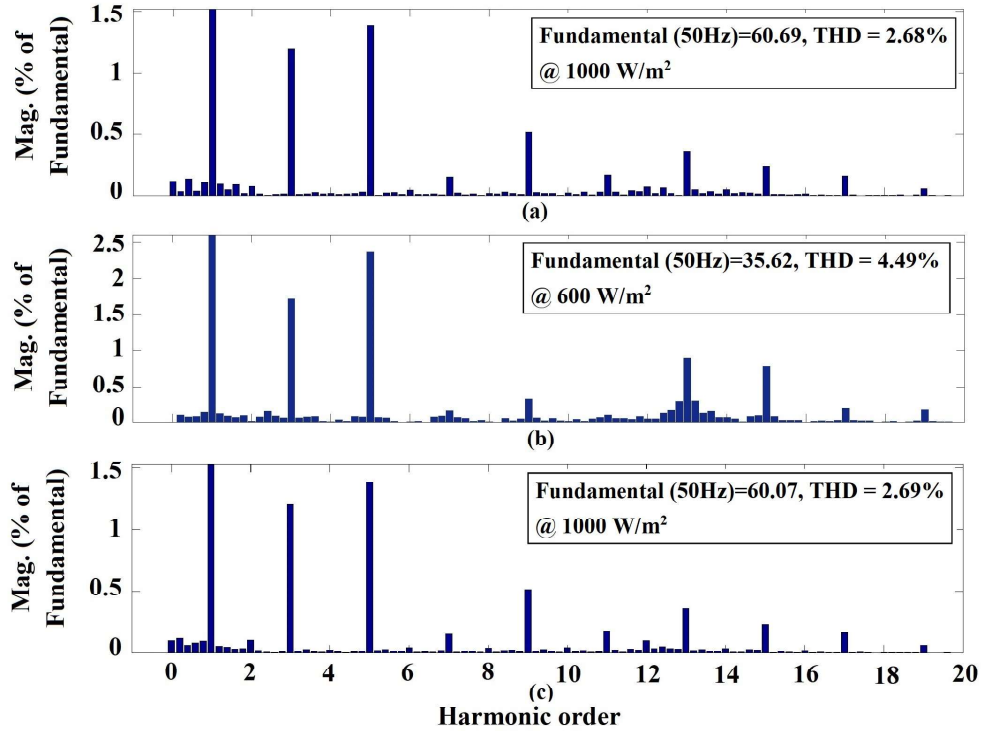 1.5
1
0.5
0
Mag. (% of
Fundamental)
Fundamental (50Hz)=60.69, THD = 2.68%
@ 1000 W/m²
(a)
2.5
2
1.5
1
0.5
0
Mag. (% of
Fundamental)
Fundamental (50Hz)=35.62, THD = 4.49%
@ 600 W/m²
(b)
1.5
1
0.5
0
Mag. (% of
Fundamental)
Fundamental (50Hz)=60.07, THD = 2.69%
@ 1000 W/m²
0 2 4 6 8 10 12 14 16 18 20
(c)
Harmonic order